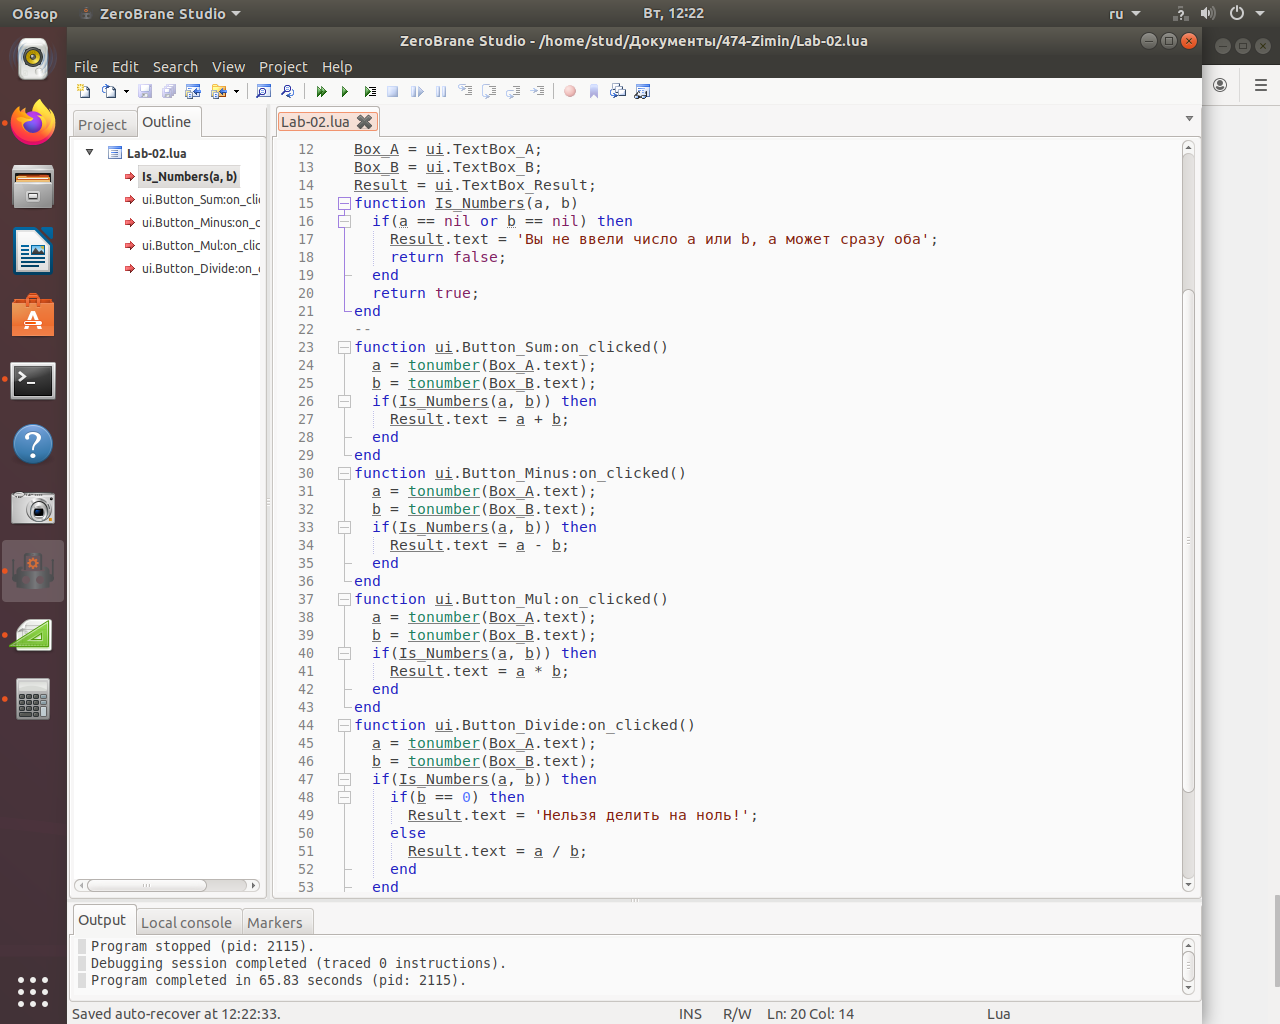 Обзор ZeroBrane Studio Вт, 12:22 ru
ZeroBrane Studio - /home/stud/Документы/474-Zimin/Lab-02.lua
File Edit Search View Project Help
Project Outline Lab-02.lua
Lab-02.lua
Is_Numbers(a, b)
ui.Button_Sum:on_clic
ui.Button_Minus:on_c
ui.Button_Mul:on_clic
ui.Button_Divide:on_c
12 Box_A = ui.TextBox_A;
13 Box_B = ui.TextBox_B;
14 Result = ui.TextBox_Result;
15 function Is_Numbers(a, b)
16 if(a == nil or b == nil) then
17 Result.text = 'Вы не ввели число a или b, а может сразу оба';
18 return false;
19 end
20 return true;
21 end
22 --
23 function ui.Button_Sum:on_clicked()
24 a = tonumber(Box_A.text);
25 b = tonumber(Box_B.text);
26 if(Is_Numbers(a, b)) then
27 Result.text = a + b;
28 end
29 end
30 function ui.Button_Minus:on_clicked()
31 a = tonumber(Box_A.text);
32 b = tonumber(Box_B.text);
33 if(Is_Numbers(a, b)) then
34 Result.text = a - b;
35 end
36 end
37 function ui.Button_Mul:on_clicked()
38 a = tonumber(Box_A.text);
39 b = tonumber(Box_B.text);
40 if(Is_Numbers(a, b)) then
41 Result.text = a * b;
42 end
43 end
44 function ui.Button_Divide:on_clicked()
45 a = tonumber(Box_A.text);
46 b = tonumber(Box_B.text);
47 if(Is_Numbers(a, b)) then
48 if(b == 0) then
49 Result.text = 'Нельзя делить на ноль!';
50 else
51 Result.text = a / b;
52 end
53 end
Output Local console Markers
Program stopped (pid: 2115).
Debugging session completed (traced 0 instructions).
Program completed in 65.83 seconds (pid: 2115).
Saved auto-recover at 12:22:33. INS R/W Ln: 20 Col: 14 Lua